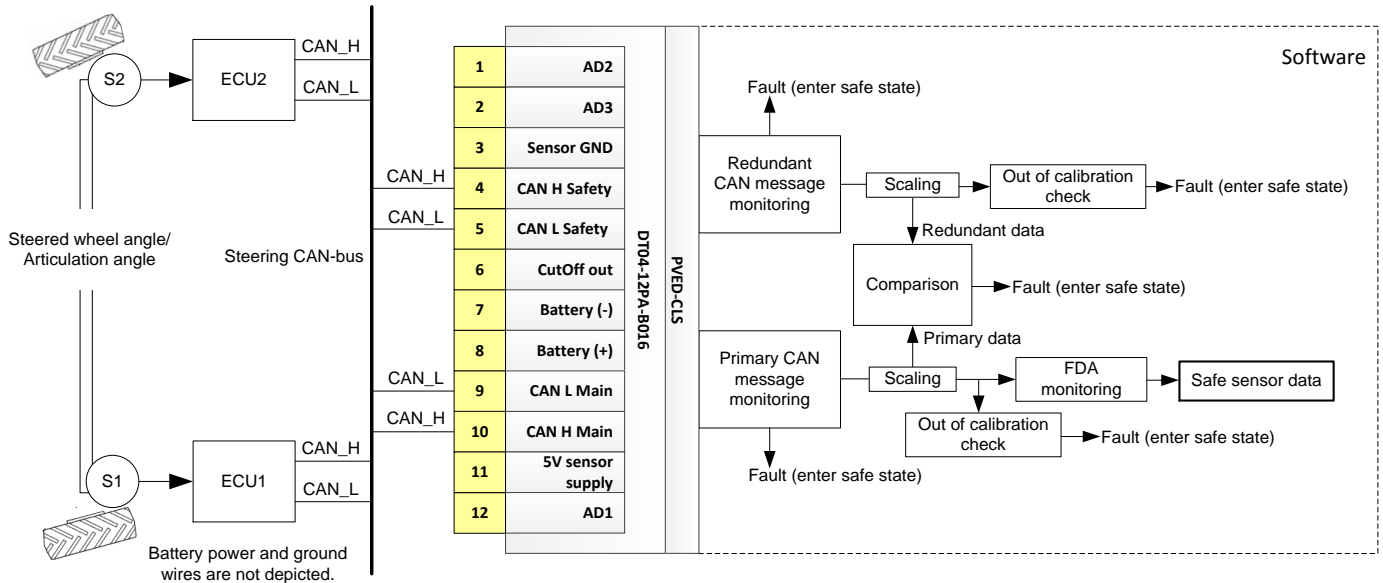 S2
ECU2
CAN_H
CAN_L
Steered wheel angle/
Articulation angle
Steering CAN-bus
S1
ECU1
CAN_H
CAN_L
Battery power and ground
wires are not depicted.
CAN_H
CAN_L
CAN_L
CAN_H
1 AD2
2 AD3
3 Sensor GND
4 CAN H Safety
5 CAN L Safety
6 CutOff out
7 Battery (-)
8 Battery (+)
9 CAN L Main
10 CAN H Main
11 5V sensor
supply
12 AD1
DT04-12PA-B016
PVED-CLS
Software
Fault (enter safe state)
Redundant
CAN message
monitoring
Scaling
Out of calibration
check
Fault (enter safe state)
Redundant data
Comparison
Fault (enter safe state)
Primary data
Primary CAN
message
monitoring
Scaling
FDA
monitoring
Safe sensor data
Out of calibration
check
Fault (enter safe state)
Fault (enter safe state)